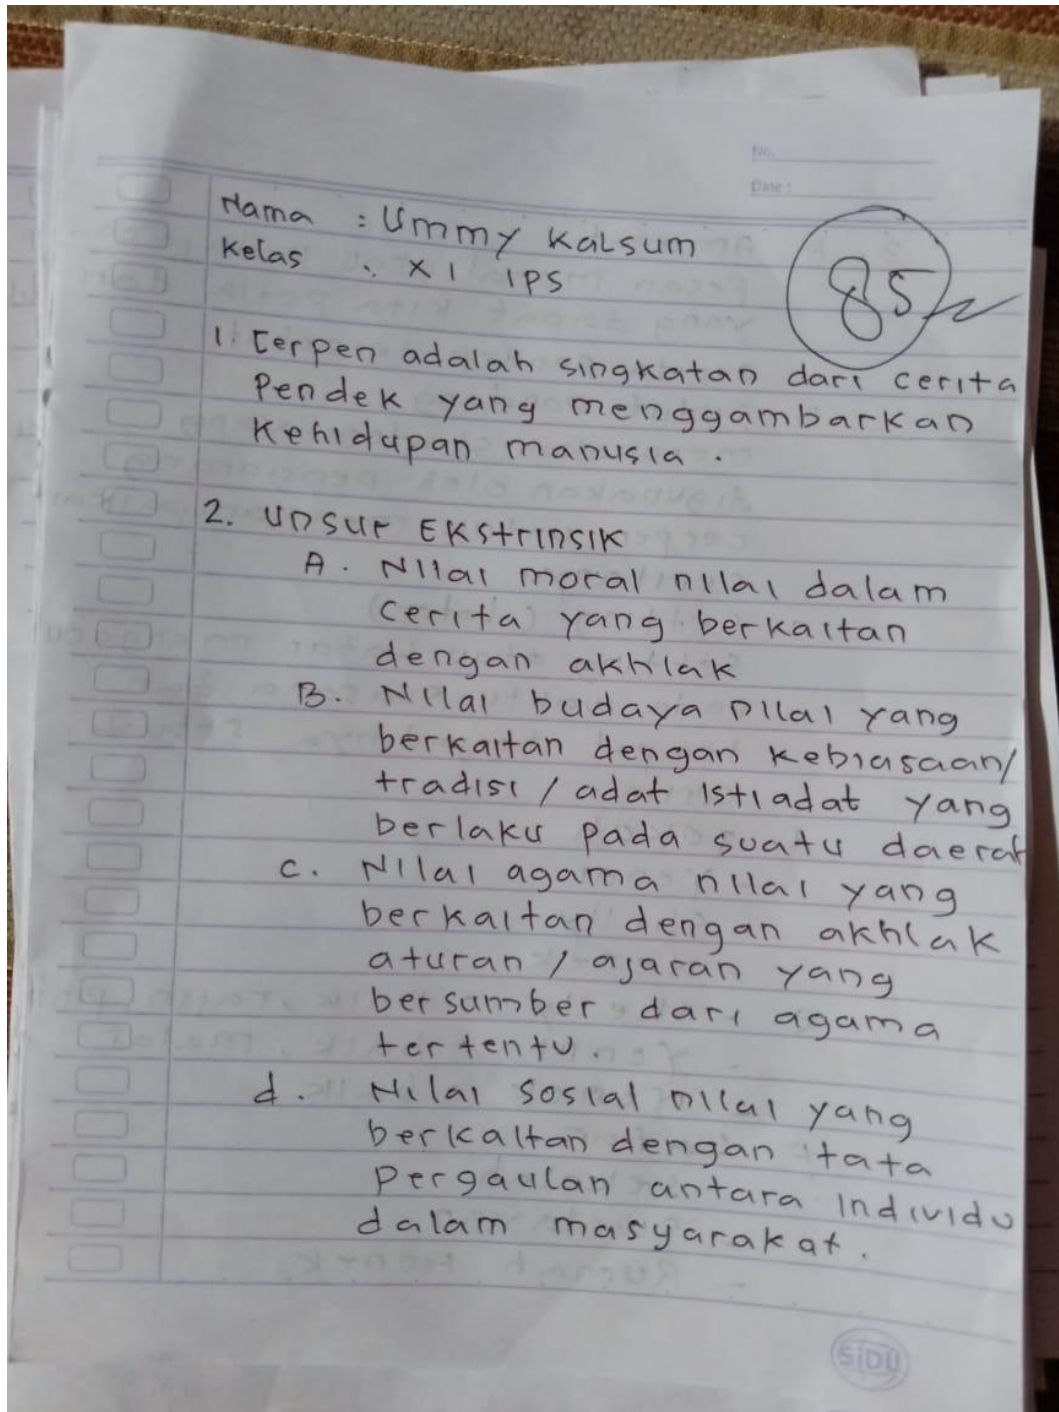 No.
Date :
Nama : Ummy Kalsum
Kelas : XI IPS
85
1. Cerpen adalah singkatan dari cerita
Pendek yang menggambarkan
Kehidupan manusia.
2. Unsur Ekstrinsik
A. Nilai moral nilai dalam
cerita yang berkaitan
dengan akhlak
B. Nilai budaya nilai yang
berkaitan dengan kebiasaan/
tradisi / adat istiadat yang
berlaku pada suatu daerah
c. Nilai agama nilai yang
berkaitan dengan akhlak
aturan / ajaran yang
bersumber dari agama
tertentu.
d. Nilai sosial nilai yang
berkaitan dengan tata
Pergaulan antara individu
dalam masyarakat.
SiDU